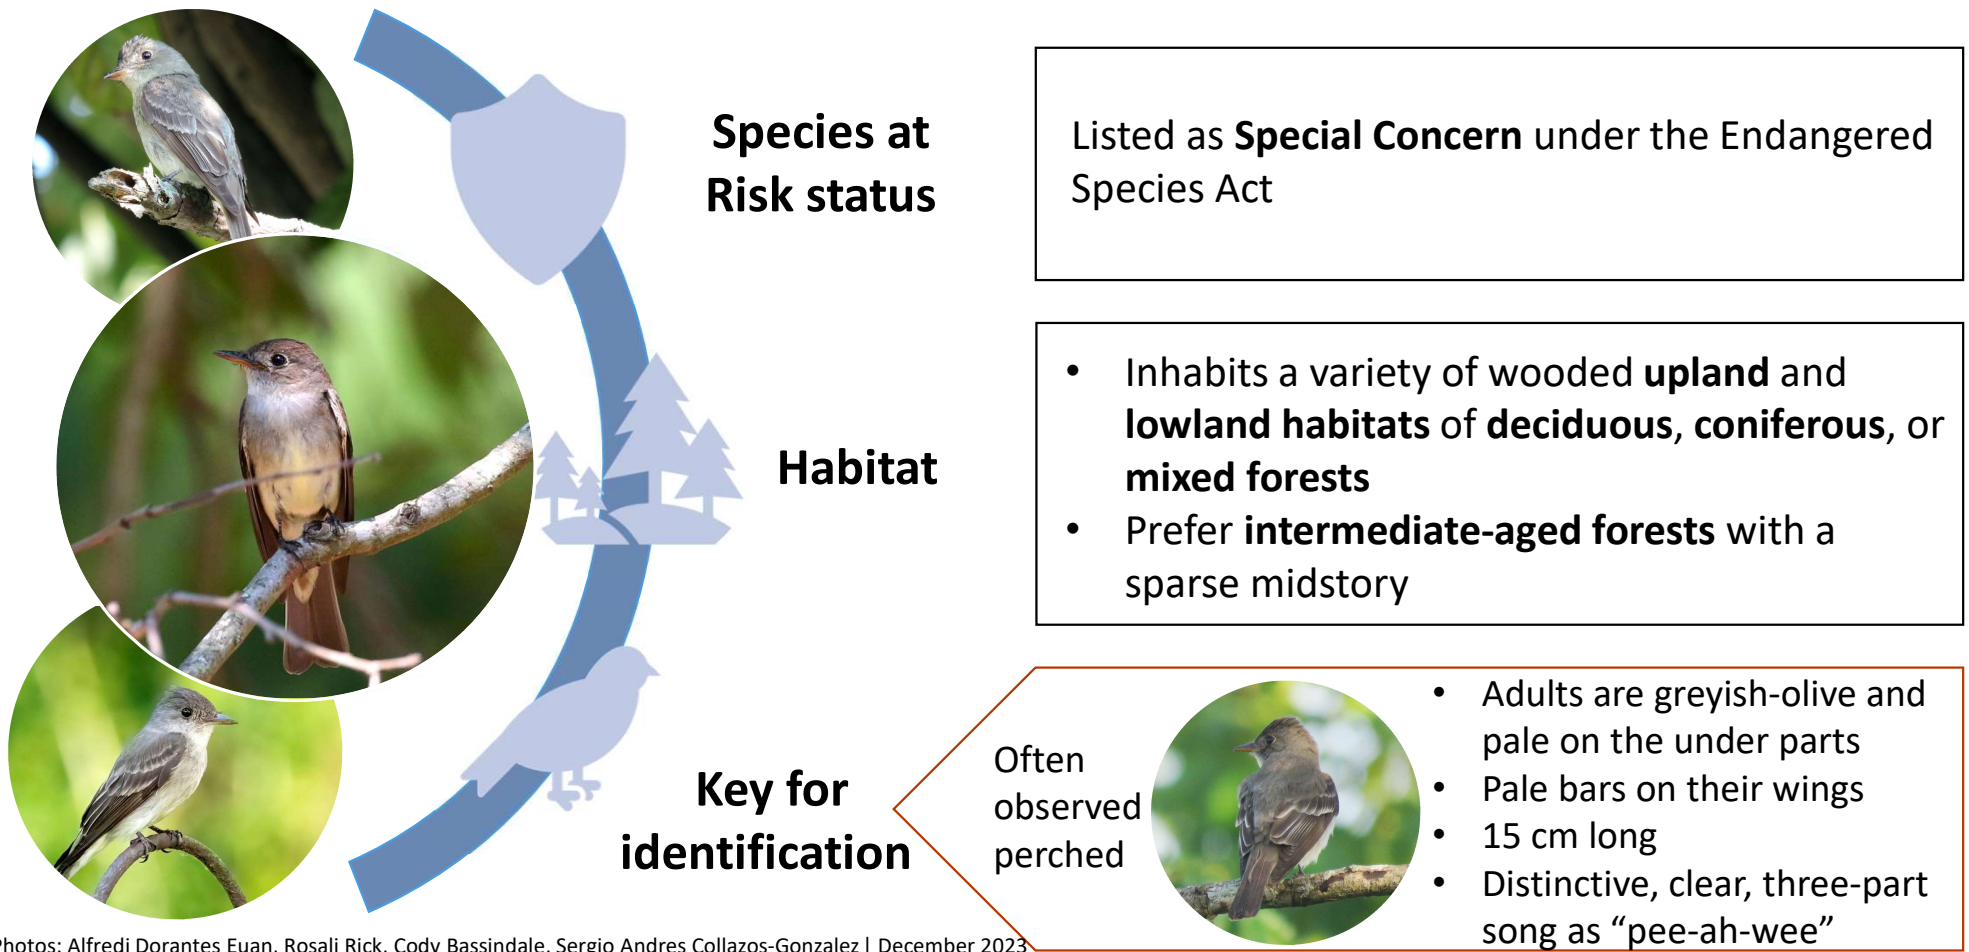 Species at
Risk status
Listed as Special Concern under the Endangered
Species Act
Habitat
• Inhabits a variety of wooded upland and
lowland habitats of deciduous, coniferous, or
mixed forests
• Prefer intermediate-aged forests with a
sparse midstory
Key for
identification
Often
observed
perched
• Adults are greyish-olive and
pale on the under parts
• Pale bars on their wings
• 15 cm long
• Distinctive, clear, three-part
song as “pee-ah-wee”
Photos: Alfredi Dorantes Euan, Rosali Rick, Cody Bassindale, Sergio Andres Collazos-Gonzalez | December 2023